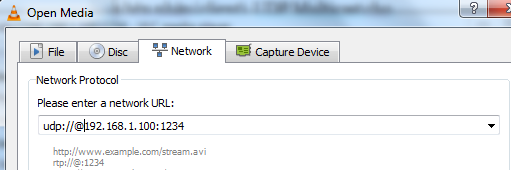 Open Media
File
Disc
Network
Capture Device
Network Protocol
Please enter a network URL:
udp://@192.168.1.100:1234
http://www.example.com/stream.avi
rtp://@:1234